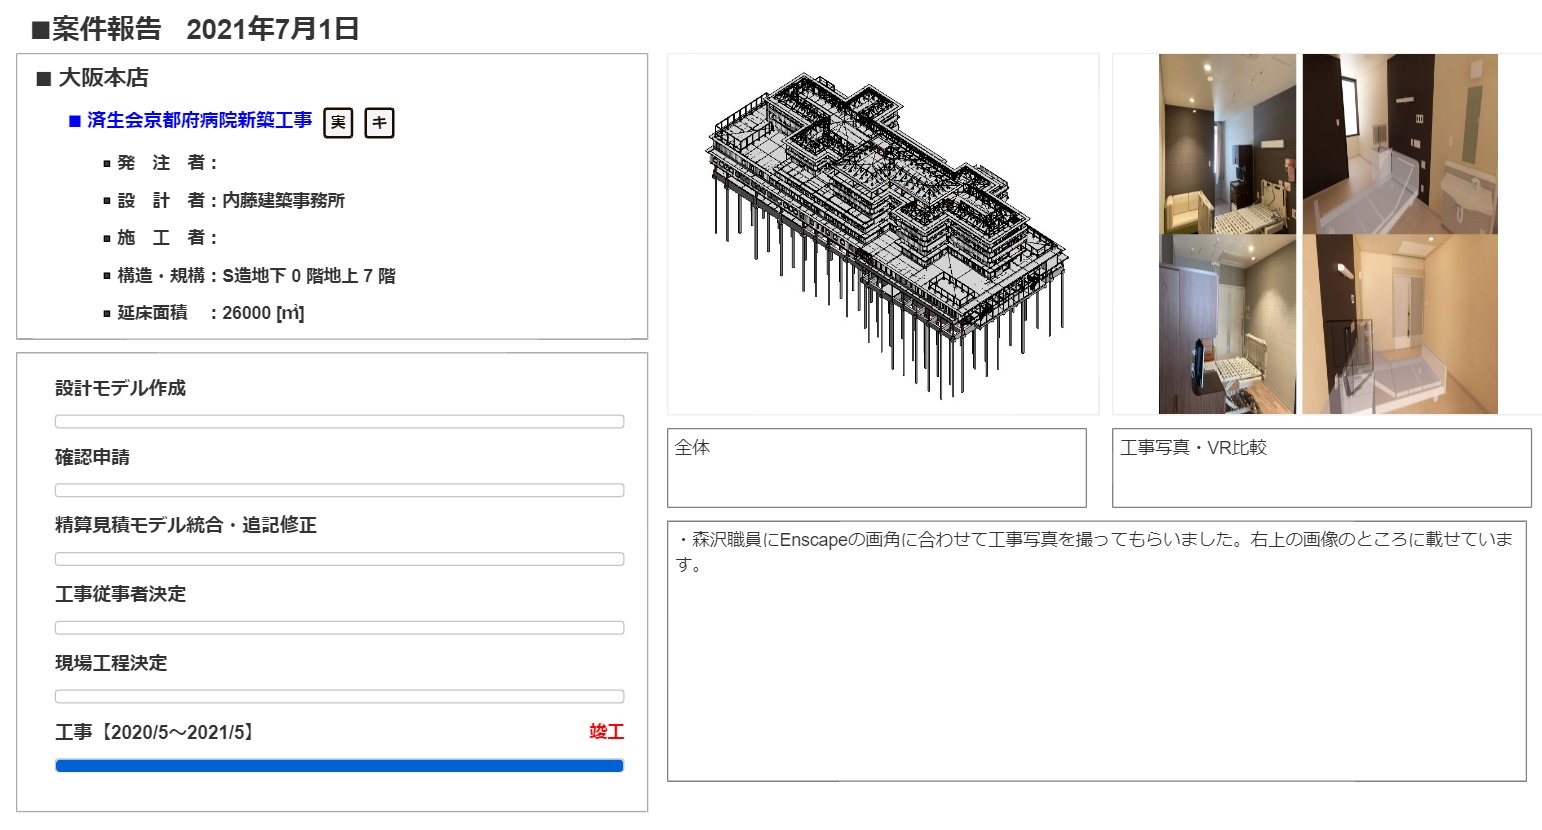 ■案件報告 2021年7月1日
■ 大阪本店
■ 済生会京都府病院新築工事 実 キ
▪ 発 注 者：
▪ 設 計 者：内藤建築事務所
▪ 施 工 者：
▪ 構造・規構：S造地下 0 階地上 7 階
▪ 延床面積 ：26000 [㎡]
設計モデル作成
確認申請
精算見積モデル統合・追記修正
工事従事者決定
現場工程決定
工事【2020/5～2021/5】 竣工
全体
工事写真・VR比較
・森沢職員にEnscapeの画角に合わせて工事写真を撮ってもらいました。右上の画像のところに載せていま
す。